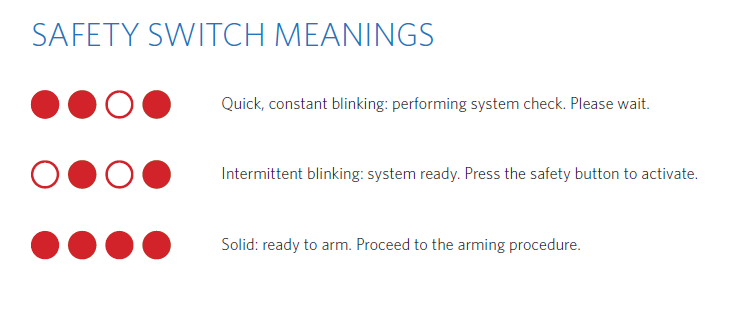 SAFETY SWITCH MEANINGS
Quick, constant blinking: performing system check. Please wait.
Intermittent blinking: system ready. Press the safety button to activate.
Solid: ready to arm. Proceed to the arming procedure.